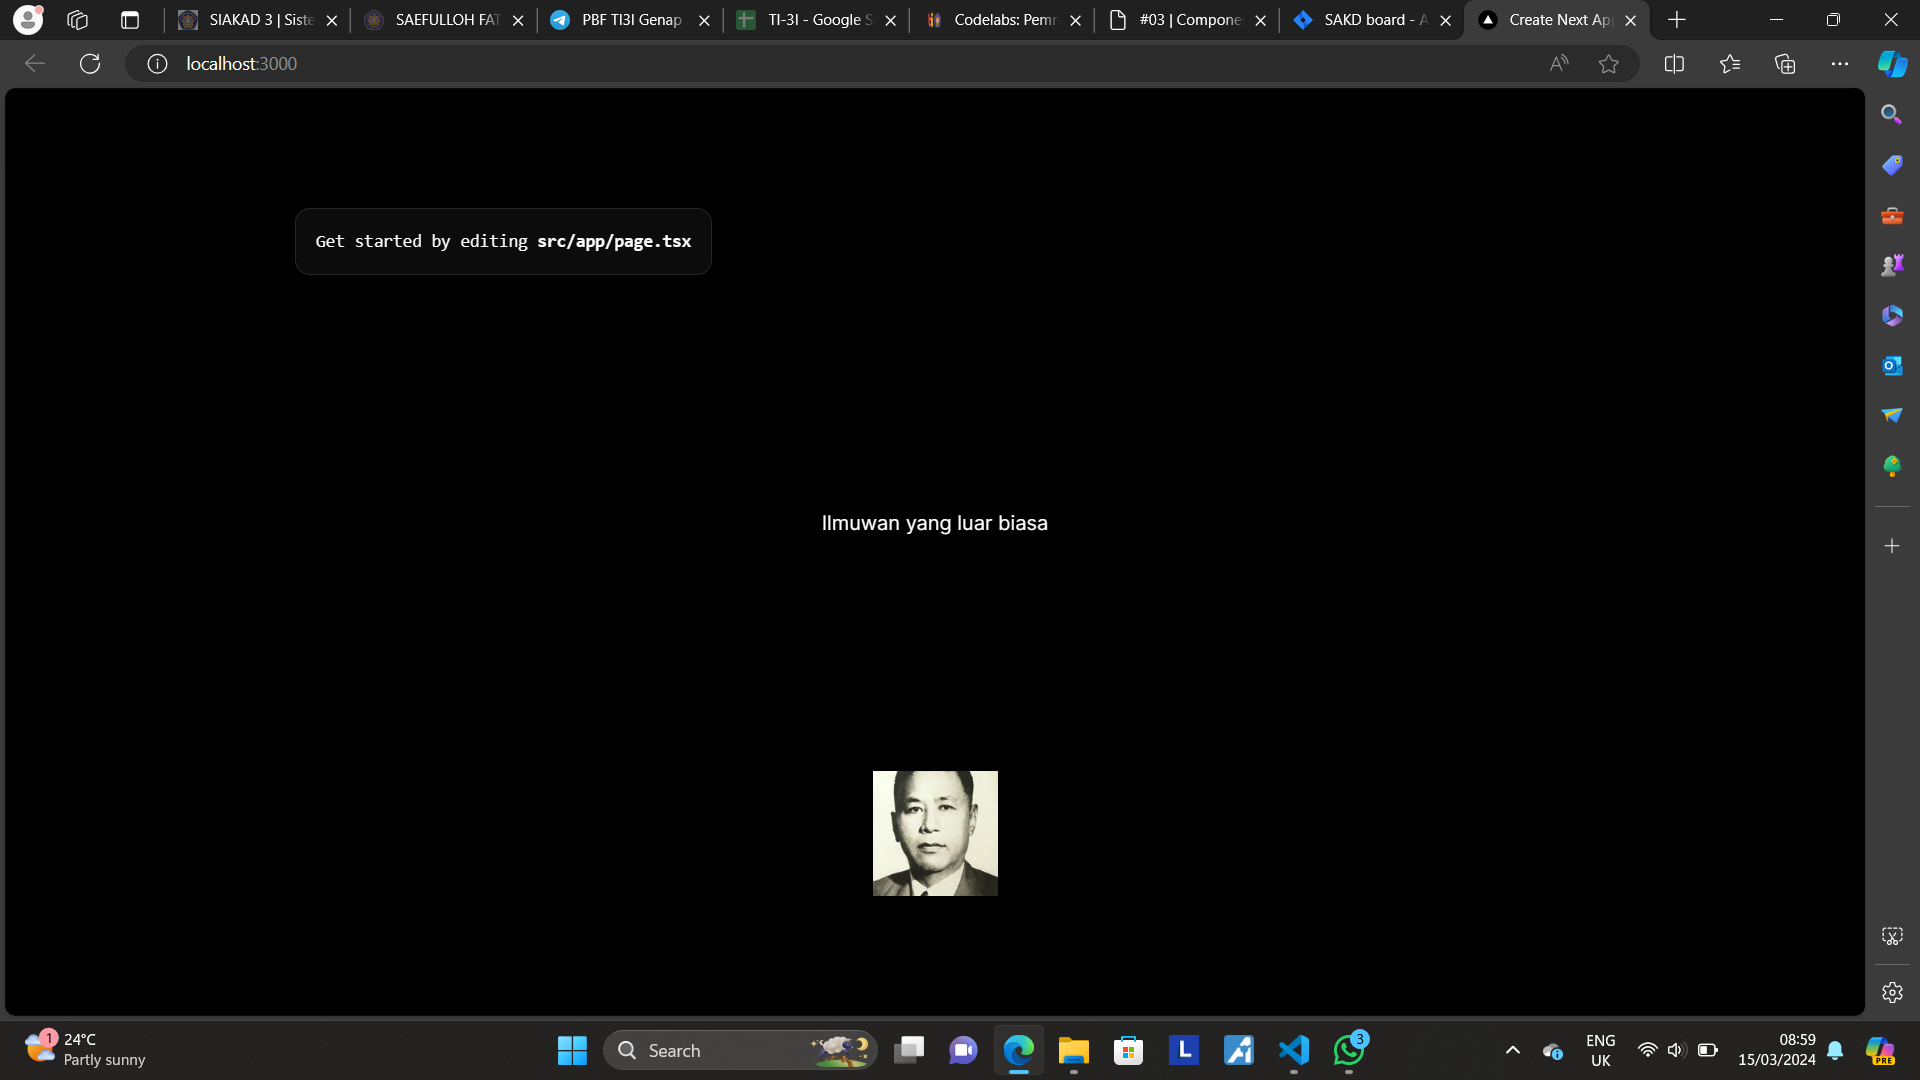 SIAKAD 3 | Siste
SAEFULLOH FAT
PBF TI3I Genap
TI-3I - Google S
Codelabs: Pemr
#03 | Compone
SAKD board - A
Create Next Ap
localhost:3000
Get started by editing src/app/page.tsx
Ilmuwan yang luar biasa
1
24°C
Partly sunny
Search
L
3
ENG
UK
08:59
15/03/2024
PRE